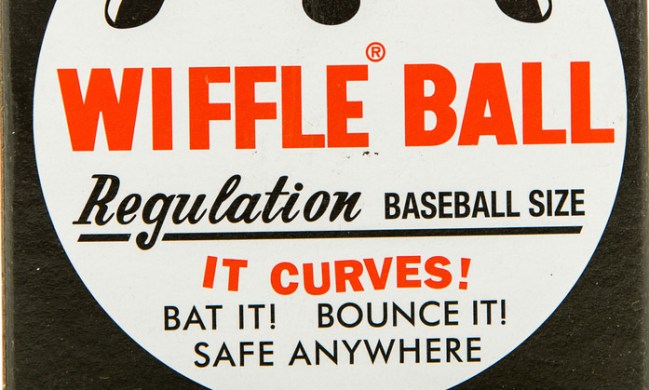 WIFFLE® BALL
Regulation BASEBALL SIZE
IT CURVES!
BAT IT! BOUNCE IT!
SAFE ANYWHERE